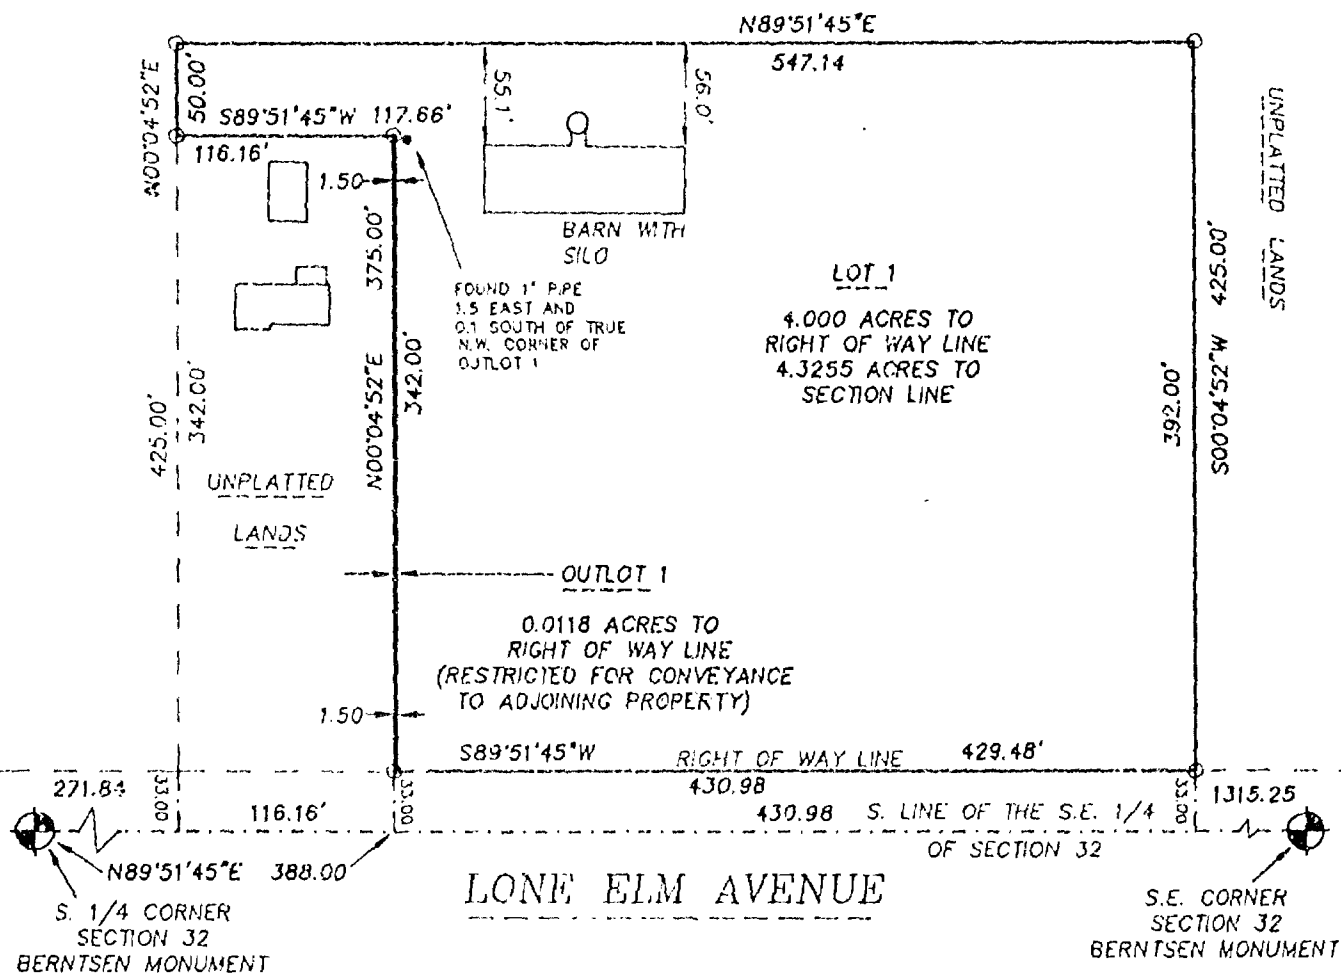 N89°51'45"E
547.14
N00°04'52"E
50.00'
S89°51'45"W 117.66'
116.16'
1.50
55.1'
56.0'
BARN WITH
SILO
FOUND 1" PIPE
1.5 EAST AND
0.1 SOUTH OF TRUE
N.W. CORNER OF
OUTLOT 1
375.00'
N00°04'52"E
342.00'
425.00'
342.00'
UNPLATTED
LANDS
LOT 1
4.000 ACRES TO
RIGHT OF WAY LINE
4.3255 ACRES TO
SECTION LINE
UNPLATTED LANDS
S00°04'52"W 425.00'
392.00'
OUTLOT 1
0.0118 ACRES TO
RIGHT OF WAY LINE
(RESTRICTED FOR CONVEYANCE
TO ADJOINING PROPERTY)
1.50
S89°51'45"W RIGHT OF WAY LINE 429.48'
430.98
271.84
33.00
116.16'
33.00
430.98 S. LINE OF THE S.E. 1/4
OF SECTION 32
33.00
1315.25
N89°51'45"E 388.00
LONE ELM AVENUE
S. 1/4 CORNER
SECTION 32
BERNTSEN MONUMENT
S.E. CORNER
SECTION 32
BERNTSEN MONUMENT